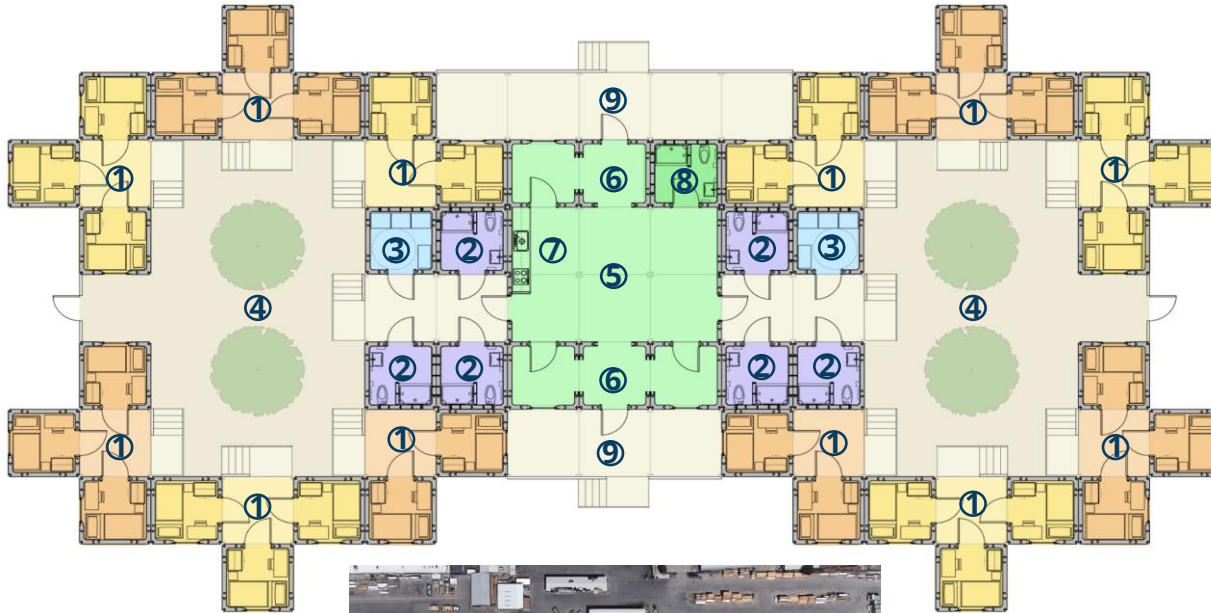 ① ①
⑨
① ① ⑥ ⑧ ① ①
③ ② ⑦ ⑤ ② ③
④ ④
② ② ⑥ ② ②
① ① ⑨ ① ①
① ①